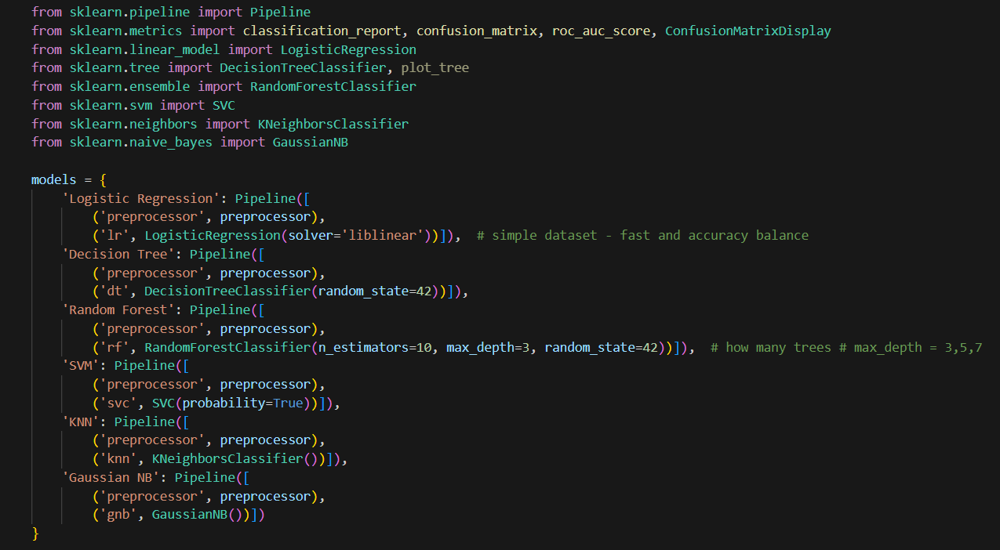 from sklearn.pipeline import Pipeline
from sklearn.metrics import classification_report, confusion_matrix, roc_auc_score, ConfusionMatrixDisplay
from sklearn.linear_model import LogisticRegression
from sklearn.tree import DecisionTreeClassifier, plot_tree
from sklearn.ensemble import RandomForestClassifier
from sklearn.svm import SVC
from sklearn.neighbors import KNeighborsClassifier
from sklearn.naive_bayes import GaussianNB

models = {
    'Logistic Regression': Pipeline([
        ('preprocessor', preprocessor),
        ('lr', LogisticRegression(solver='liblinear'))]),  # simple dataset - fast and accuracy balance
    'Decision Tree': Pipeline([
        ('preprocessor', preprocessor),
        ('dt', DecisionTreeClassifier(random_state=42))]),
    'Random Forest': Pipeline([
        ('preprocessor', preprocessor),
        ('rf', RandomForestClassifier(n_estimators=10, max_depth=3, random_state=42))]),  # how many trees # max_depth = 3,5,7
    'SVM': Pipeline([
        ('preprocessor', preprocessor),
        ('svc', SVC(probability=True))]),
    'KNN': Pipeline([
        ('preprocessor', preprocessor),
        ('knn', KNeighborsClassifier())]),
    'Gaussian NB': Pipeline([
        ('preprocessor', preprocessor),
        ('gnb', GaussianNB())])
}